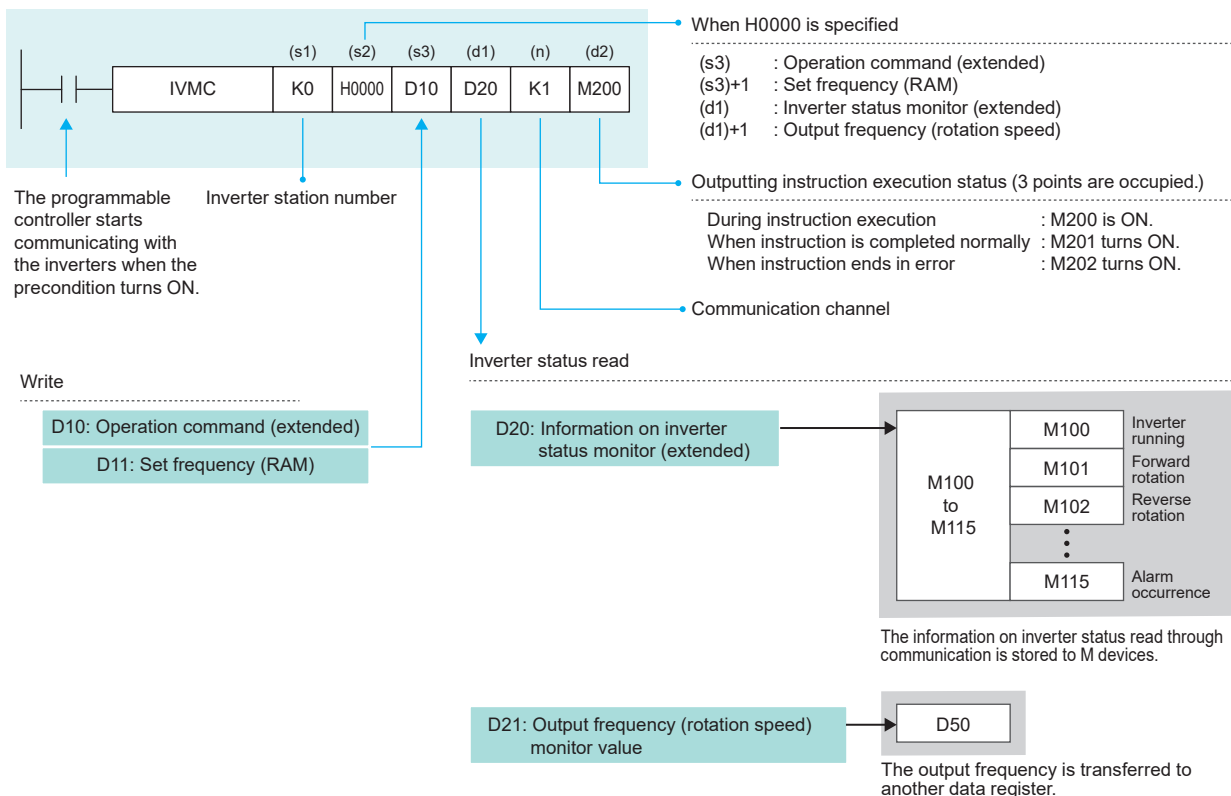 When H0000 is specified
(s1) (s2) (s3) (d1) (n) (d2)
IVMC K0 H0000 D10 D20 K1 M200
(s3) : Operation command (extended)
(s3)+1 : Set frequency (RAM)
(d1) : Inverter status monitor (extended)
(d1)+1 : Output frequency (rotation speed)
The programmable
controller starts
communicating with
the inverters when the
precondition turns ON.
Inverter station number
Outputting instruction execution status (3 points are occupied.)
During instruction execution : M200 is ON.
When instruction is completed normally : M201 turns ON.
When instruction ends in error : M202 turns ON.
Communication channel
Inverter status read
Write
D10: Operation command (extended)
D11: Set frequency (RAM)
D20: Information on inverter
status monitor (extended)
M100
to
M115
M100 Inverter
running
M101 Forward
rotation
M102 Reverse
rotation
M115 Alarm
occurrence
The information on inverter status read through
communication is stored to M devices.
D21: Output frequency (rotation speed)
monitor value
D50
The output frequency is transferred to
another data register.